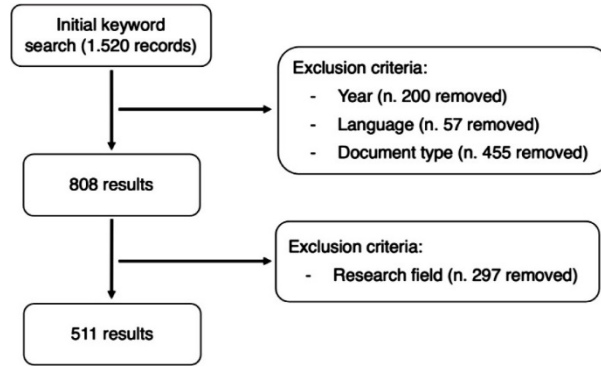 Initial keyword
search (1.520 records)
Exclusion criteria:
- Year (n. 200 removed)
- Language (n. 57 removed)
- Document type (n. 455 removed)
808 results
Exclusion criteria:
- Research field (n. 297 removed)
511 results